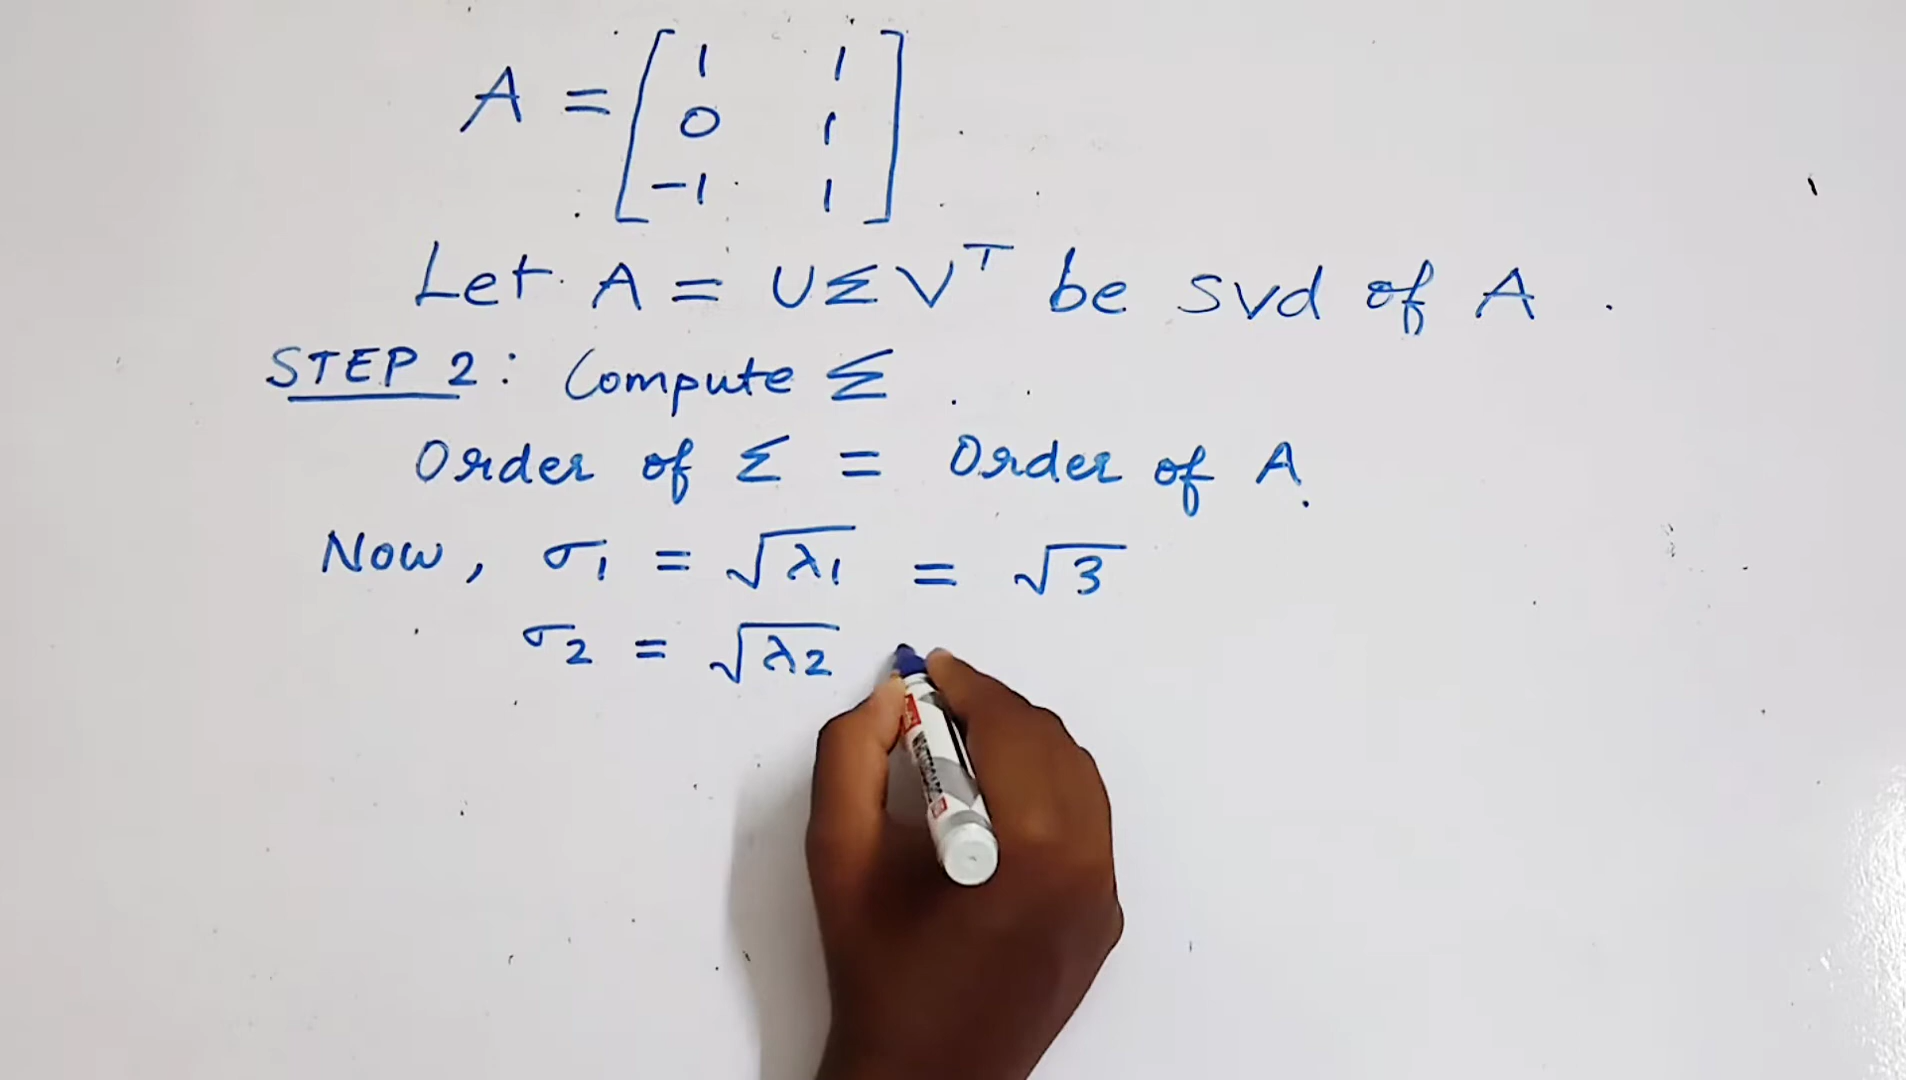 A = [ 1 1
0 1
-1 1 ]
Let A = UΣV^T be svd of A.
STEP 2: Compute Σ.
Order of Σ = Order of A.
Now, σ1 = √λ1 = √3
σ2 = √λ2